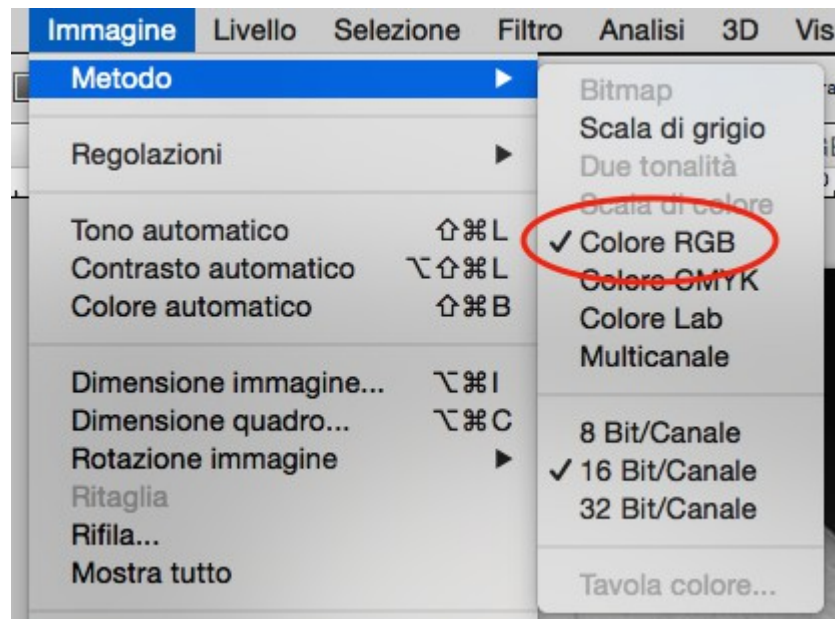 Immagine Livello Selezione Filtro Analisi 3D Vis
Metodo
Regolazioni
Tono automatico ⇧⌘L
Contrasto automatico ⌥⇧⌘L
Colore automatico ⇧⌘B
Dimensione immagine... ⌥⌘I
Dimensione quadro... ⌥⌘C
Rotazione immagine
Ritaglia
Rifila...
Mostra tutto
Bitmap
Scala di grigio
Due tonalità
Scala di colore
✓ Colore RGB
Colore CMYK
Colore Lab
Multicanale
8 Bit/Canale
✓ 16 Bit/Canale
32 Bit/Canale
Tavola colore...